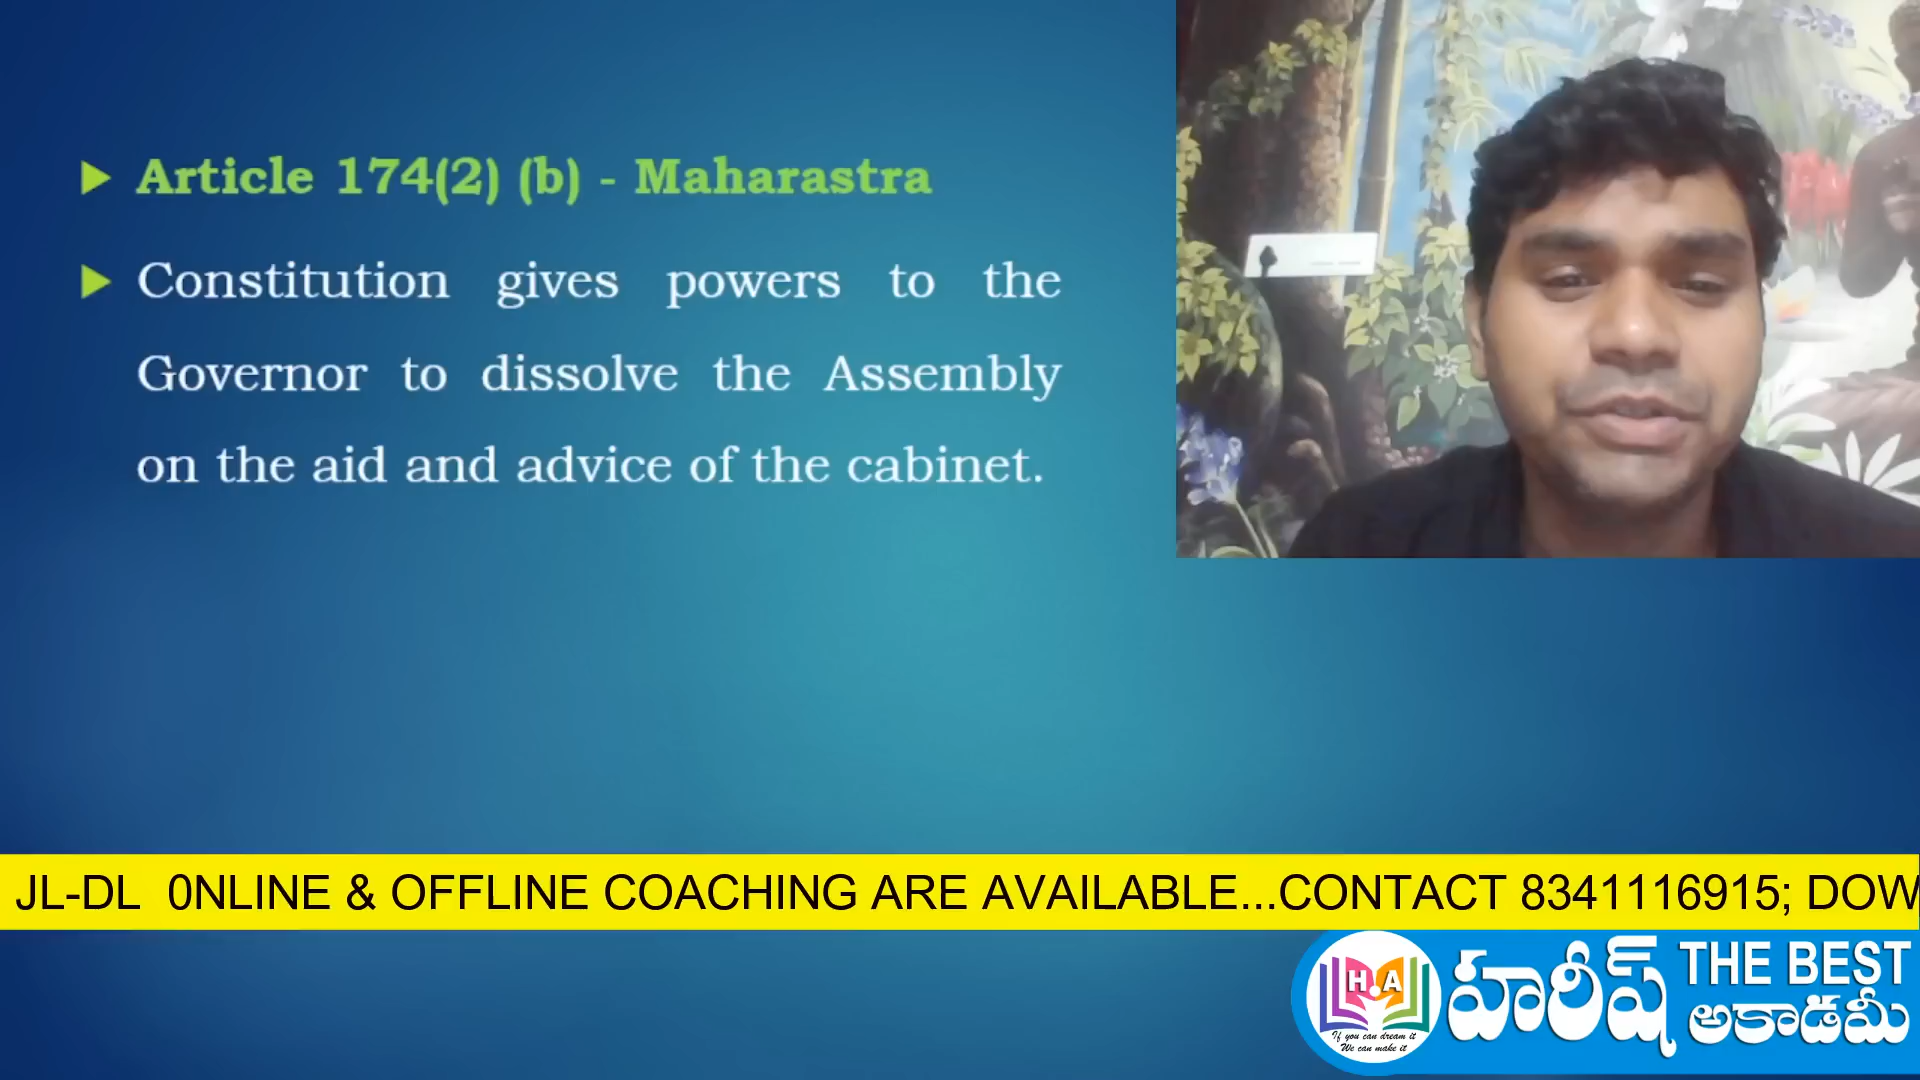 Article 174(2) (b) - Maharastra
Constitution gives powers to the
Governor to dissolve the Assembly
on the aid and advice of the cabinet.
JL-DL 0NLINE & OFFLINE COACHING ARE AVAILABLE...CONTACT 8341116915; DOW
H.A
If you can dream it
We can make it
హరీష్
THE BEST
అకాడమీ